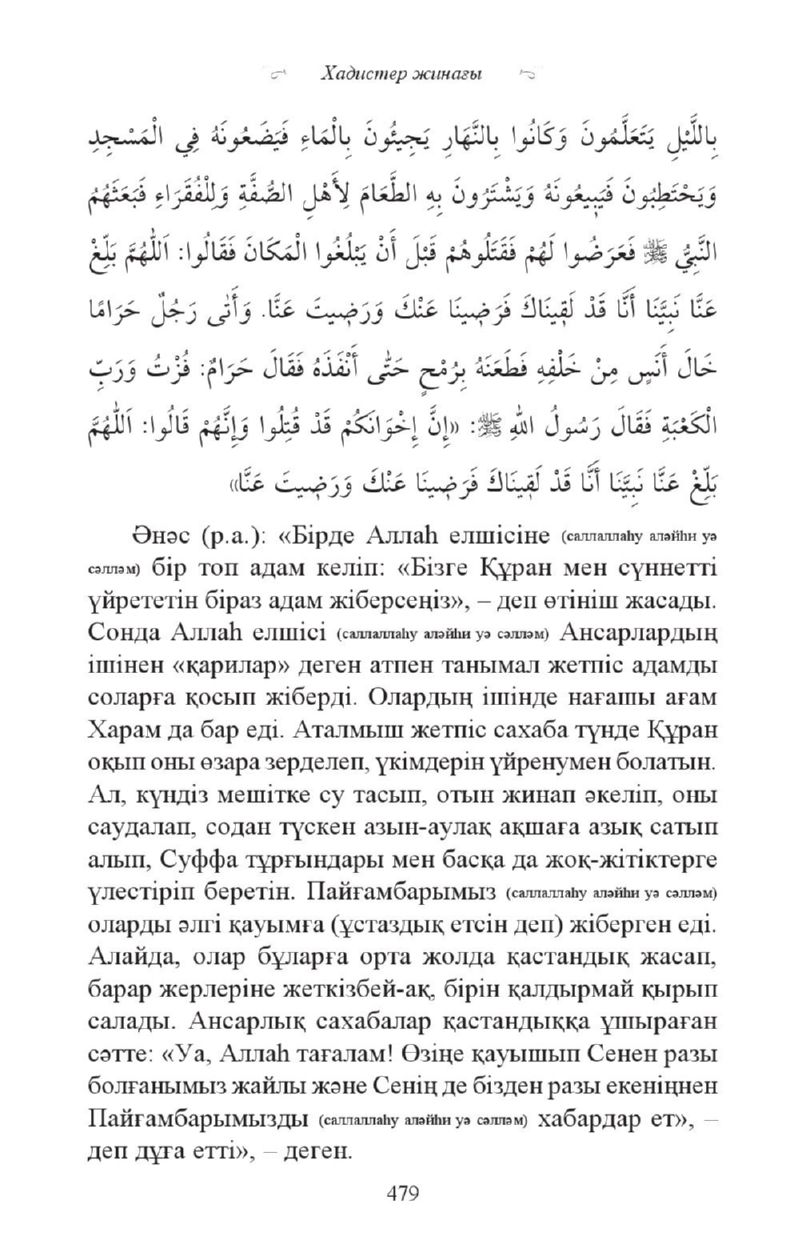 Хадистер жинағы
بِاللَّيْلِ يَتَعَلَّمُونَ وَكَانُوا بِالنَّهَارِ يَجِيئُونَ بِالْمَاءِ فَيَضَعُونَهُ فِي الْمَسْجِدِ
وَيَحْتَطِبُونَ فَيَبِيعُونَهُ وَيَشْتَرُونَ بِهِ الطَّعَامَ لِأَهْلِ الصُّفَّةِ وَلِلْفُقَرَاءِ فَبَعَثَهُمُ
النَّبِيُّ ﷺ فَعَرَضُوا لَهُمْ فَقَتَلُوهُمْ قَبْلَ أَنْ يَبْلُغُوا الْمَكَانَ فَقَالُوا: اَللّٰهُمَّ بَلِّغْ
عَنَّا نَبِيَّنَا أَنَّا قَدْ لَقِينَاكَ فَرَضِينَا عَنْكَ وَرَضِيتَ عَنَّا. وَأَتٰى رَجُلٌ حَرَامًا
خَالَ أَنَسٍ مِنْ خَلْفِهِ فَطَعَنَهُ بِرُمْحٍ حَتّٰى أَنْفَذَهُ فَقَالَ حَرَامٌ: فُزْتُ وَرَبِّ
الْكَعْبَةِ فَقَالَ رَسُولُ اللهِ ﷺ: «إِنَّ إِخْوَانَكُمْ قَدْ قُتِلُوا وَإِنَّهُمْ قَالُوا: اَللّٰهُمَّ
بَلِّغْ عَنَّا نَبِيَّنَا أَنَّا قَدْ لَقِينَاكَ فَرَضِينَا عَنْكَ وَرَضِيتَ عَنَّا»
Әнәс (р.а.): «Бірде Аллаһ елшісіне (саллаллаһу аләйһи уә
сәлләм) бір топ адам келіп: «Бізге Құран мен сүннетті
үйрететін біраз адам жіберсеңіз», – деп өтініш жасады.
Сонда Аллаһ елшісі (саллаллаһу аләйһи уә сәлләм) Ансарлардың
ішінен «қарилар» деген атпен танымал жетпіс адамды
соларға қосып жіберді. Олардың ішінде нағашы ағам
Харам да бар еді. Аталмыш жетпіс сахаба түнде Құран
оқып оны өзара зерделеп, үкімдерін үйренумен болатын.
Ал, күндіз мешітке су тасып, отын жинап әкеліп, оны
саудалап, содан түскен азын-аулақ ақшаға азық сатып
алып, Суффа тұрғындары мен басқа да жоқ-жітіктерге
үлестіріп беретін. Пайғамбарымыз (саллаллаһу аләйһи уә сәлләм)
оларды әлгі қауымға (ұстаздық етсін деп) жіберген еді.
Алайда, олар бұларға орта жолда қастандық жасап,
барар жерлеріне жеткізбей-ақ, бірін қалдырмай қырып
салады. Ансарлық сахабалар қастандыққа ұшыраған
сәтте: «Уа, Аллаһ тағалам! Өзіңе қауышып Сенен разы
болғанымыз жайлы және Сенің де бізден разы екеніңнен
Пайғамбарымызды (саллаллаһу аләйһи уә сәлләм) хабардар ет», –
деп дұға етті», – деген.
479